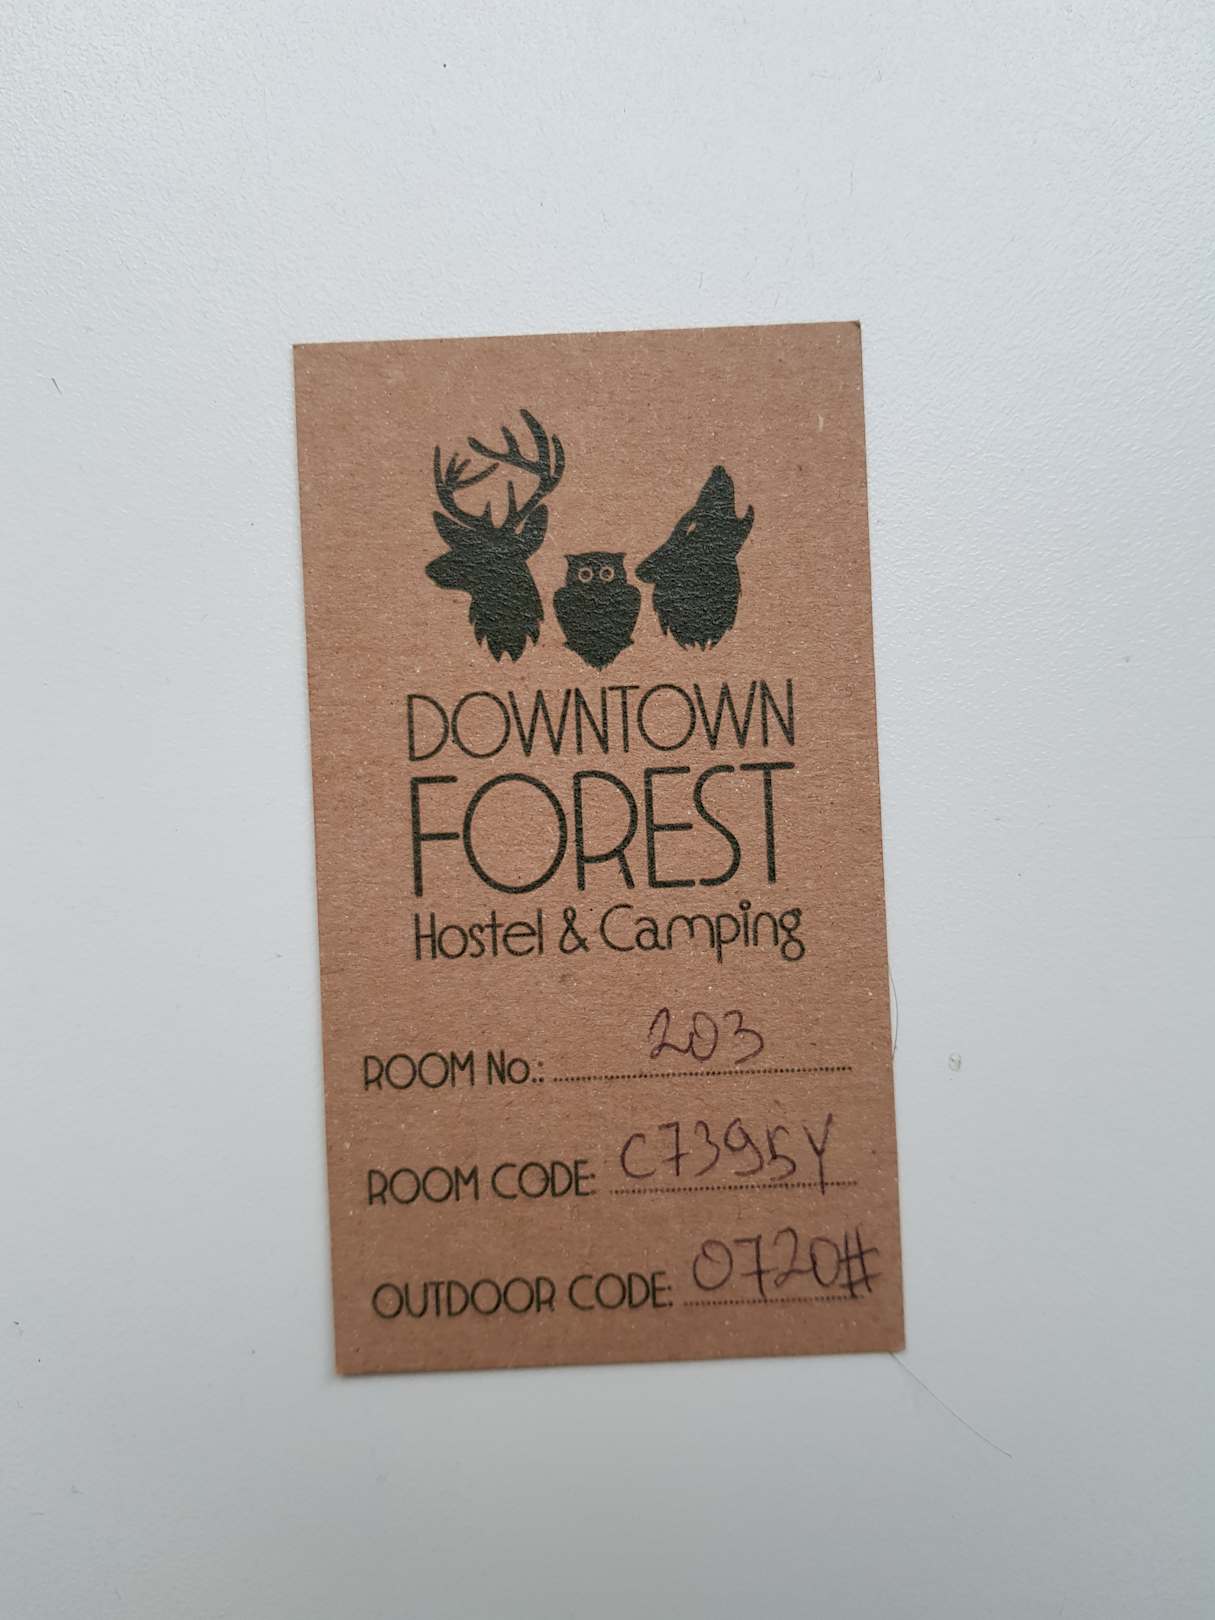 DOWNTOWN
FOREST
Hostel & Camping
ROOM No.: 203
ROOM CODE: C7395Y
OUTDOOR CODE: 0720#